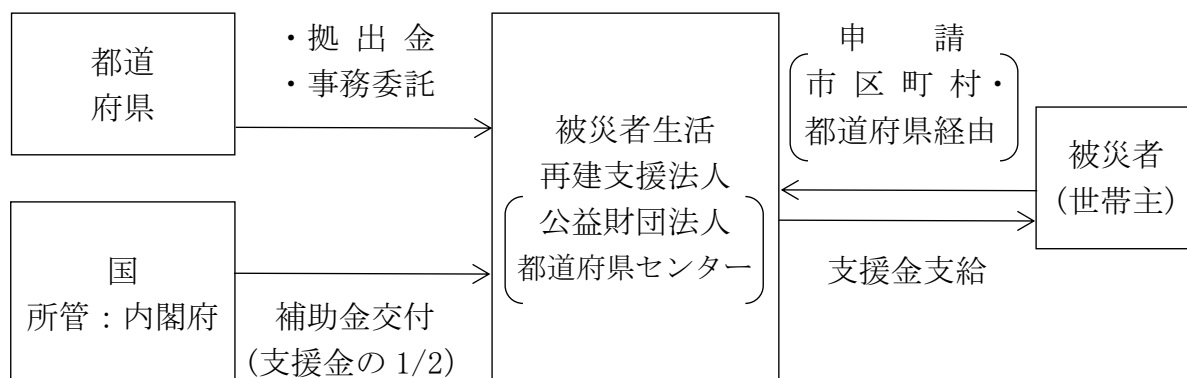 都道
府県
・拠 出 金
・事務委託
国
所管：内閣府
補助金交付
(支援金の 1/2)
被災者生活
再建支援法人
公益財団法人
都道府県センター
申　　請
市 区 町 村・
都道府県経由
支援金支給
被災者
(世帯主)